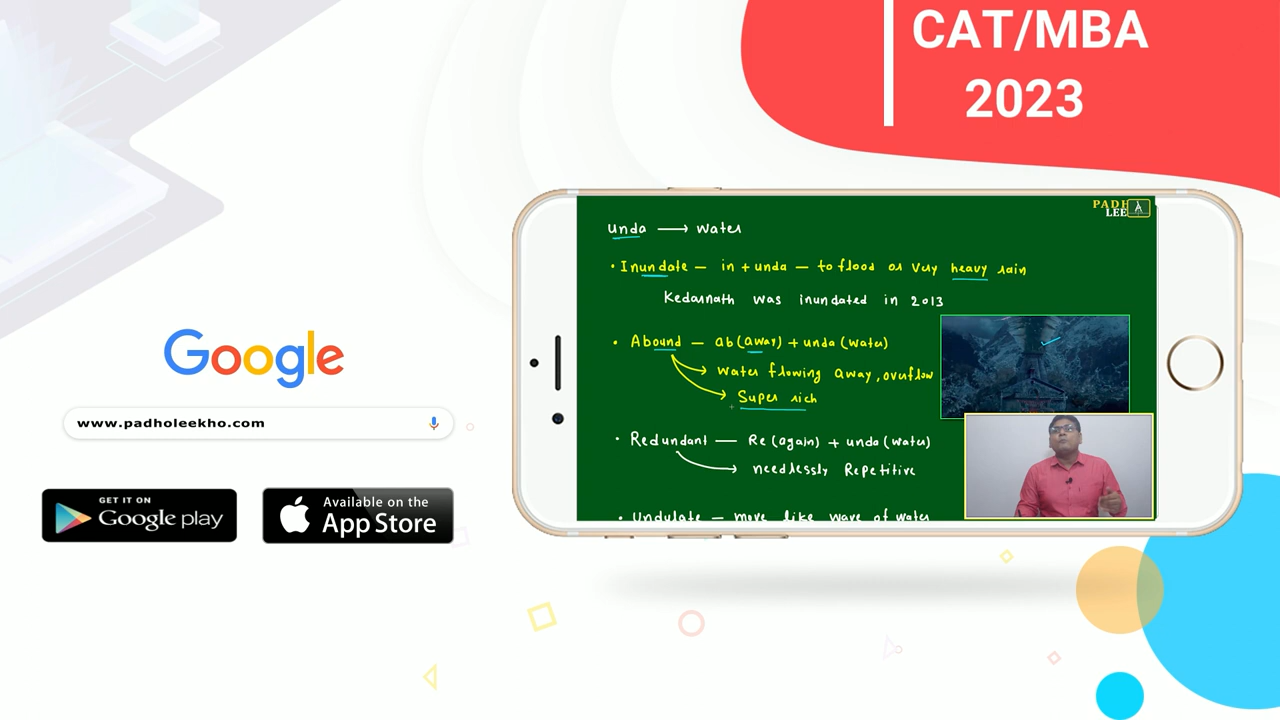 CAT/MBA
2023
PADH
LEE
unda → Water
• Inundate — in + unda — to flood or very heavy rain
Kedarnath was inundated in 2013
• Abound — ab (away) + unda (water)
→ water flowing away, overflow
→ Super rich
• Redundant — Re (again) + unda (water)
→ needlessly Repetitive
• Undulate — move like wave of water
Google
www.padholeekho.com
GET IT ON
Google play
Available on the
App Store